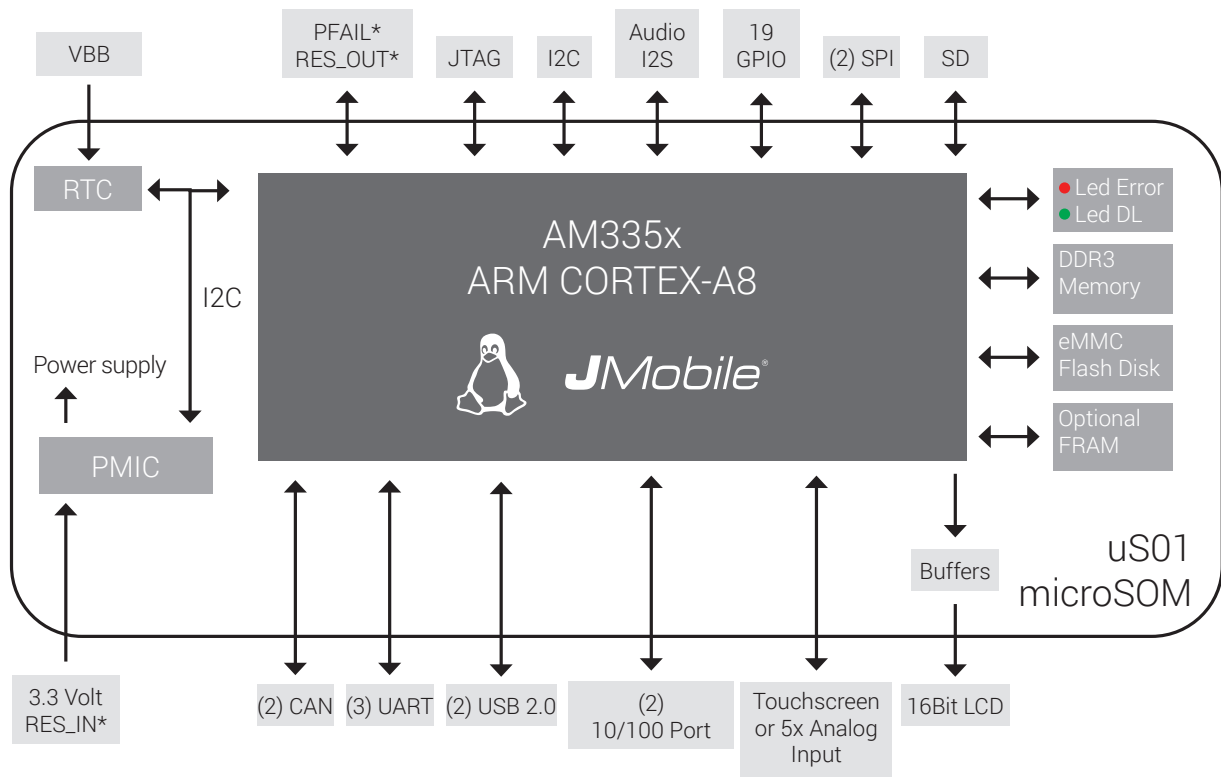 VBB
PFAIL*
RES_OUT*
JTAG
I2C
Audio
I2S
19
GPIO
(2) SPI
SD
RTC
I2C
Power supply
PMIC
AM335x
ARM CORTEX-A8
JMobile®
Led Error
Led DL
DDR3
Memory
eMMC
Flash Disk
Optional
FRAM
Buffers
uS01
microSOM
3.3 Volt
RES_IN*
(2) CAN
(3) UART
(2) USB 2.0
(2)
10/100 Port
Touchscreen
or 5x Analog
Input
16Bit LCD